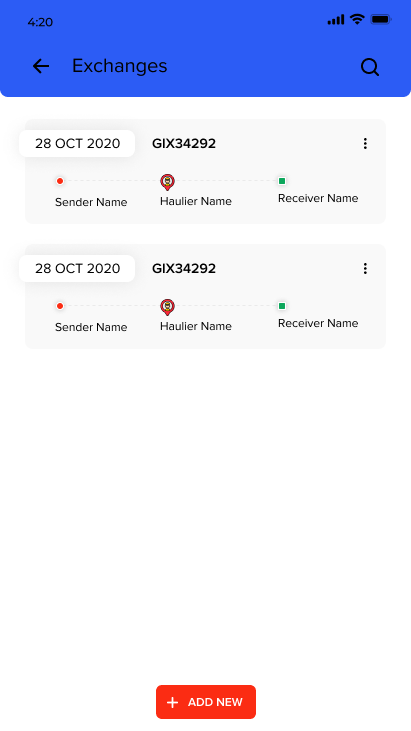 4:20
Exchanges
28 OCT 2020 GIX34292
Sender Name Haulier Name Receiver Name
28 OCT 2020 GIX34292
Sender Name Haulier Name Receiver Name
+ ADD NEW